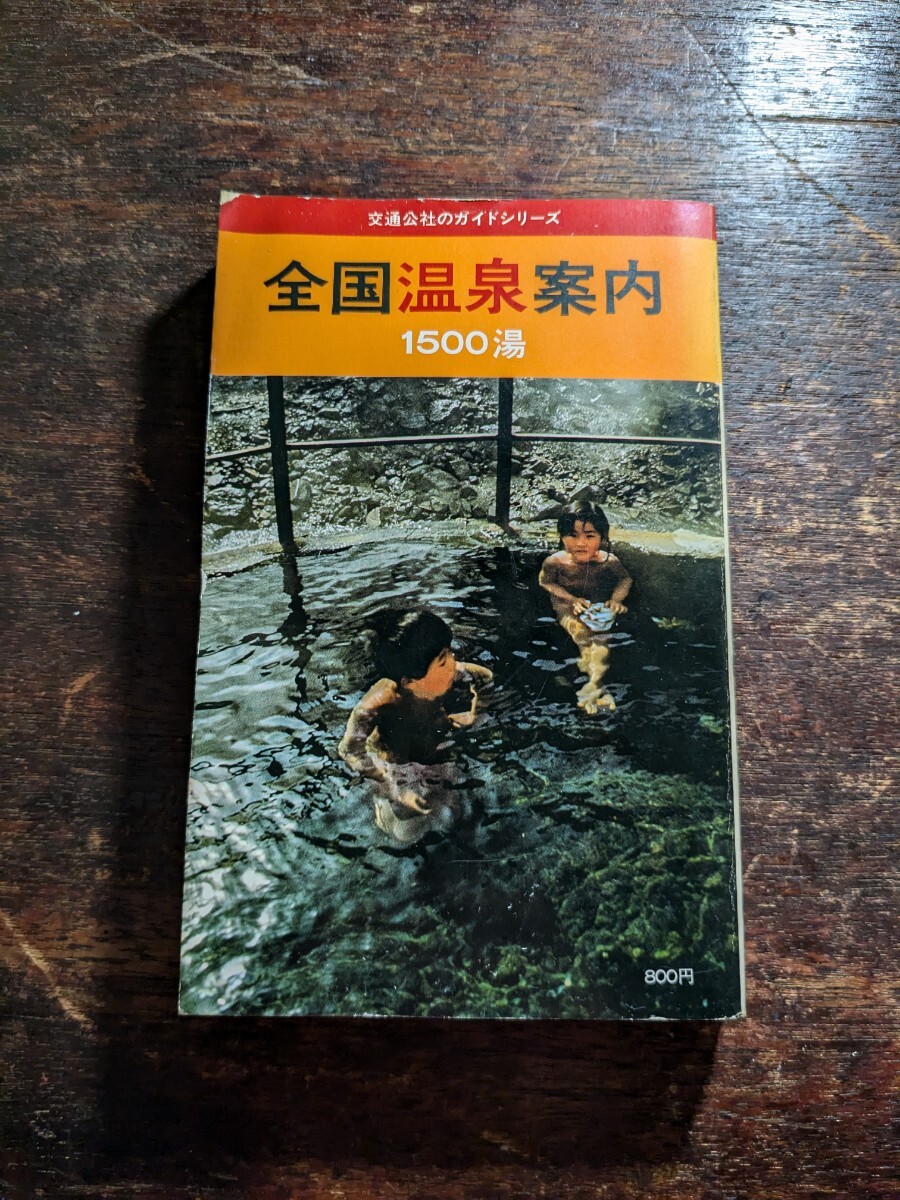 交通公社のガイドシリーズ
全国温泉案内
1500湯
800円